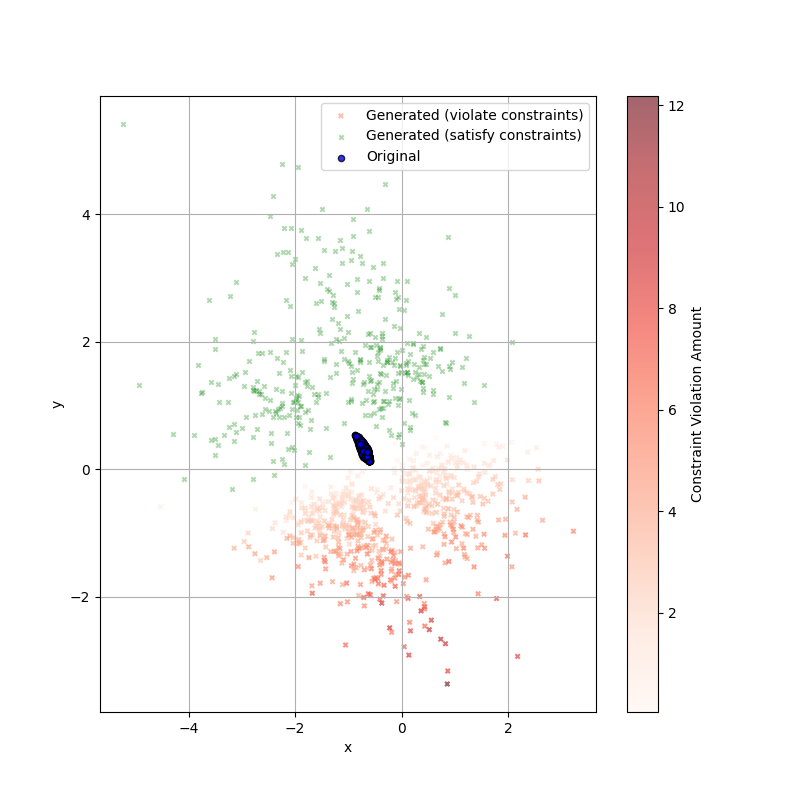 Generated (violate constraints)
Generated (satisfy constraints)
Original
4
2
0
−2
y
−4
−2
0
2
x
12
10
8
6
4
2
Constraint Violation Amount